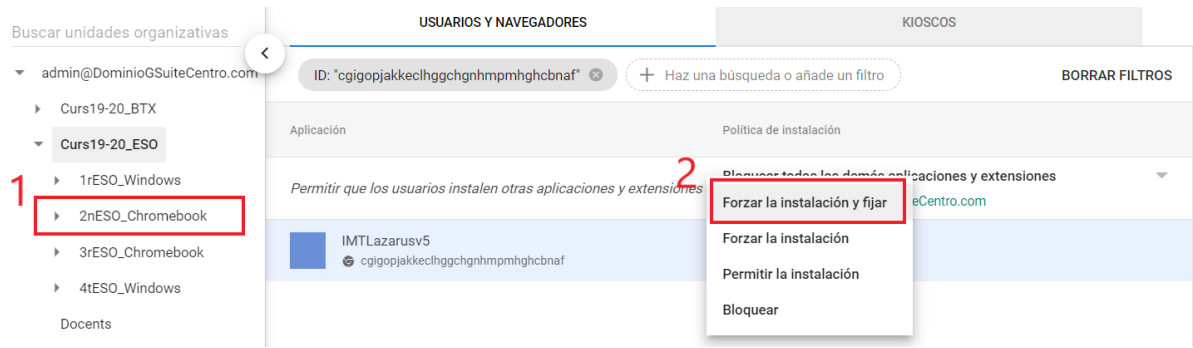 Buscar unidades organizativas
admin@DominioGSuiteCentro.com
Curs19-20_BTX
Curs19-20_ESO
1
1rESO_Windows
2nESO_Chromebook
3rESO_Chromebook
4tESO_Windows
Docents
USUARIOS Y NAVEGADORES
KIOSCOS
ID: "cgigopjakkeclhggchgnhmpmhghcbnaf"
Haz una búsqueda o añade un filtro
BORRAR FILTROS
Aplicación
Política de instalación
Permitir que los usuarios instalen otras aplicaciones y extensiones
2
Bloquear todas las demás aplicaciones y extensiones
eCentro.com
Forzar la instalación y fijar
Forzar la instalación
Permitir la instalación
Bloquear
IMTLazarusv5
cgigopjakkeclhggchgnhmpmhghcbnaf